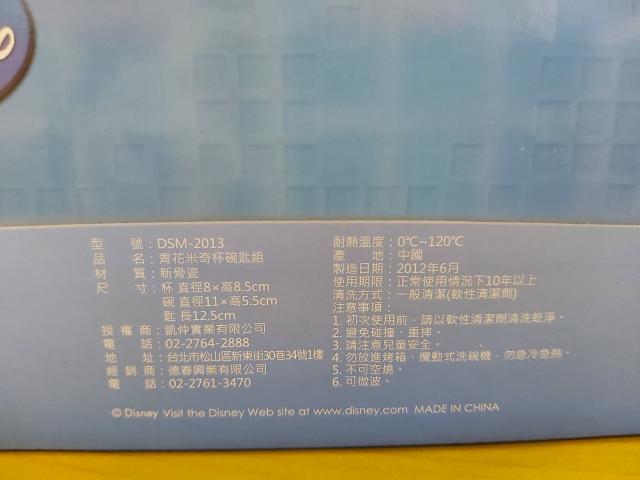 型　號：DSM-2013
品　名：青花米奇杯碗匙組
材　質：新骨瓷
尺　寸：杯 直徑8×高8.5cm
碗 直徑11×高5.5cm
匙 長12.5cm
授權商：凱仲實業有限公司
電　話：02-2764-2888
地　址：台北市松山區新東街30巷34號1樓
經銷商：德春興業有限公司
電　話：02-2761-3470
耐熱溫度：0℃~120℃
產　地：中國
製造日期：2012年6月
使用期限：正常使用情況下10年以上
清洗方式：一般清潔(軟性清潔劑)
注意事項：
1. 初次使用前，請以軟性清潔劑清洗乾淨。
2. 避免碰撞、重摔。
3. 請注意兒童安全。
4. 勿放進烤箱、攪動式洗碗機，勿急冷急熱。
5. 不可空燒。
6. 可微波。
© Disney Visit the Disney Web site at www.disney.com MADE IN CHINA